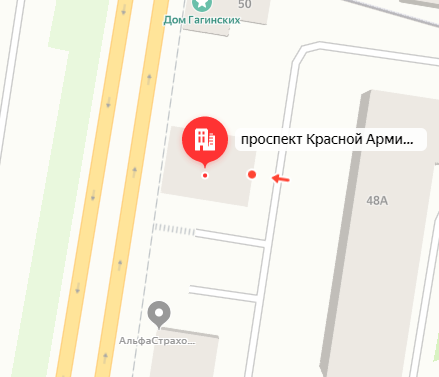 50
Дом Гагинских
проспект Красной Арми...
48А
АльфаСтрахо...